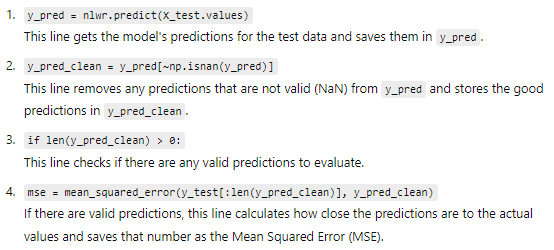 1. y_pred = nlwr.predict(X_test.values)
This line gets the model's predictions for the test data and saves them in y_pred .
2. y_pred_clean = y_pred[~np.isnan(y_pred)]
This line removes any predictions that are not valid (NaN) from y_pred and stores the good
predictions in y_pred_clean .
3. if len(y_pred_clean) > 0:
This line checks if there are any valid predictions to evaluate.
4. mse = mean_squared_error(y_test[:len(y_pred_clean)], y_pred_clean)
If there are valid predictions, this line calculates how close the predictions are to the actual
values and saves that number as the Mean Squared Error (MSE).